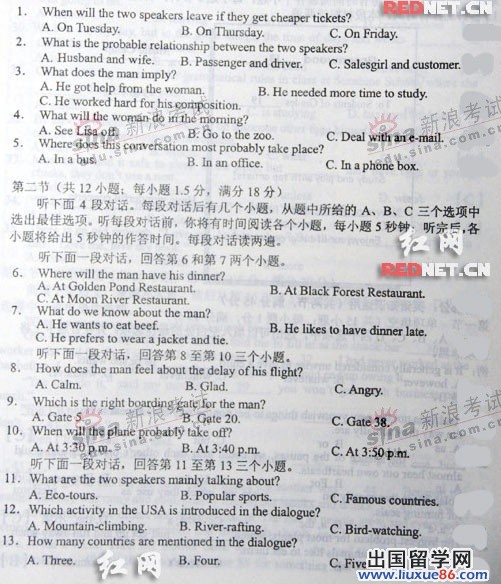 1. When will the two speakers leave if they get cheaper tickets?
A. On Tuesday. B. On Thursday. C. On Friday.
2. What is the probable relationship between the two speakers?
A. Husband and wife. B. Passenger and driver. C. Salesgirl and customer.
3. What does the man imply?
A. He got help from the woman. B. He needed more time to study.
C. He worked hard for his composition.
4. What will the woman do in the morning?
A. See Lisa off. B. Go to the zoo. C. Deal with an e-mail.
5. Where does this conversation most probably take place?
A. In a bus. B. In an office. C. In a phone box.
第二节（共 12 小题；每小题 1.5 分，满分 18 分）
听下面 4 段对话。每段对话后有几个小题，从题中所给的 A、B、C 三个选项中
选出最佳选项。听每段对话前，你将有时间阅读各个小题，每小题 5 秒钟；听完后，各
小题将给出 5 秒钟的作答时间。每段对话读两遍。
听下面一段对话，回答第 6 和第 7 两个小题。
6. Where will the man have his dinner?
A. At Golden Pond Restaurant. B. At Black Forest Restaurant.
C. At Moon River Restaurant.
7. What do we know about the man?
A. He wants to eat beef. B. He likes to have dinner late.
C. He prefers to wear a jacket and tie.
听下面一段对话，回答第 8 至第 10 三个小题。
8. How does the man feel about the delay of his flight?
A. Calm. B. Glad. C. Angry.
9. Which is the right boarding gate for the man?
A. Gate 5. B. Gate 20. C. Gate 38.
10. When will the plane probably take off?
A. At 3:30 p.m. B. At 3:40 p.m. C. At 3:50 p.m.
听下面一段对话，回答第 11 至第 13 三个小题。
11. What are the two speakers mainly talking about?
A. Eco-tours. B. Popular sports. C. Famous countries.
12. Which activity in the USA is introduced in the dialogue?
A. Mountain-climbing. B. River-rafting. C. Bird-watching.
13. How many countries are mentioned in the dialogue?
A. Three. B. Four. C. Five
红网
REDNET.CN
sina 新浪考试
edu.sina.com.cn
红网
REDNET.CN
sina 新浪考试
edu.sina.com.cn
红网
出国留学网
www.liuxue86.com